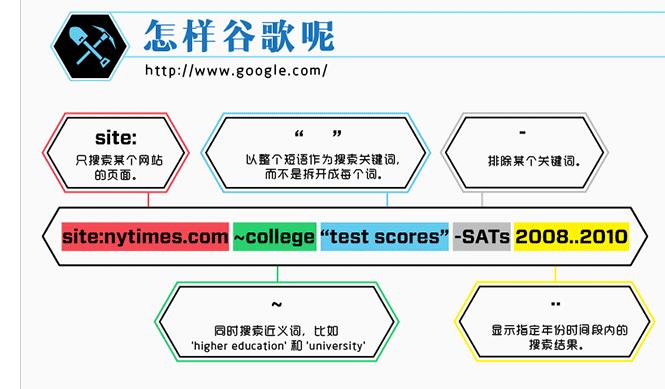 怎样谷歌呢
http://www.google.com/
site:
只搜索某个网站
的页面。
“ ”
以整个短语作为搜索关键词,
而不是拆开成每个词。
-
排除某个关键词。
site:nytimes.com ~college “test scores” -SATs 2008..2010
~
同时搜索近义词，比如
'higher education' 和 'university'
..
显示指定年份时间段内的
搜索结果。